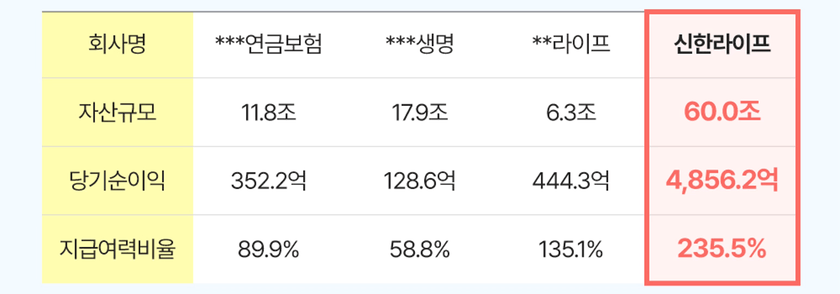 회사명 ***연금보험 ***생명 **라이프 신한라이프
자산규모 11.8조 17.9조 6.3조 60.0조
당기순이익 352.2억 128.6억 444.3억 4,856.2억
지급여력비율 89.9% 58.8% 135.1% 235.5%